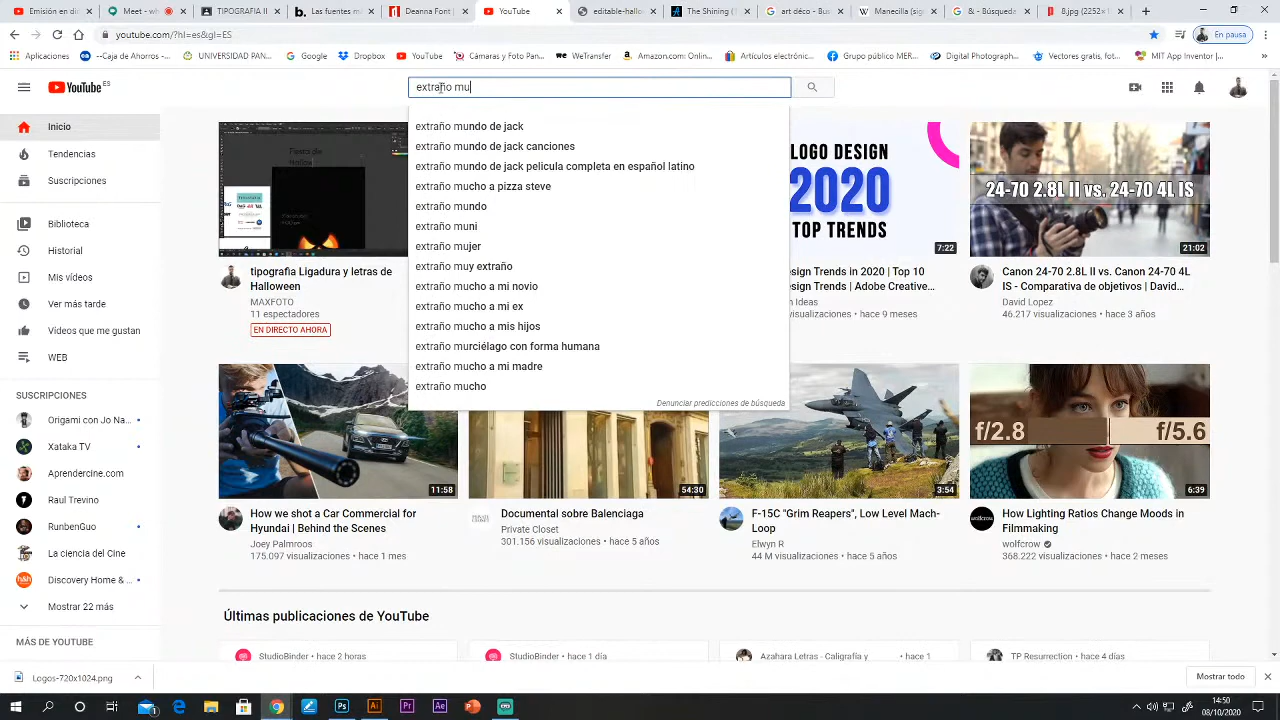 Emisión en di
Meet – wh
TIPOGRAFIA II
Las fuentes m
Deanna Font
YouTube
editable-hallo
The Shining (
art déco - Bus
Mancilla -
& - Búsqueda
8.jpg (2252×
youtube.com/?hl=es&gl=ES
En pausa
Aplicaciones
--Caja de Ahorros -...
UNIVERSIDAD PAN...
Google
Dropbox
YouTube
Cámaras y Foto Pan...
WeTransfer
Amazon.com: Onlin...
Artículos electrónic...
Grupo público MER...
Digital Photograph...
Vectores gratis, fot...
MIT App Inventor
YouTube ES
extraño mu
extraño mundo de jack
extraño mundo de jack canciones
extraño mundo de jack pelicula completa en español latino
extraño mucho a pizza steve
extraño mundo
extraño muni
extraño mujer
extraño muy extraño
extraño mucho a mi novio
extraño mucho a mi ex
extraño mucho a mis hijos
extraño murciélago con forma humana
extraño mucho a mi madre
extraño mucho
Denunciar predicciones de búsqueda
Inicio
Tendencias
Suscripciones
Biblioteca
Historial
Mis vídeos
Ver más tarde
Vídeos que me gustan
WEB
SUSCRIPCIONES
Origami con Jo Na...
Xataka TV
Aprendercine.com
Raul Trevino
RunbenGuo
La ciencia del Cine
Discovery Home & ...
Mostrar 22 más
MÁS DE YOUTUBE
Fiesta de
Hallow
tipografia Ligadura y letras de
Halloween
MAXFOTO
11 espectadores
EN DIRECTO AHORA
LOGO DESIGN
2020
TOP TRENDS
7:22
Trends in 2020 | Top 10
Trends | Adobe Creative...
Ideas
hace 9 meses
24-70 2.8L II vs. 24-70 4L IS
21:02
Canon 24-70 2.8L II vs. Canon 24-70 4L
IS - Comparativa de objetivos | David...
David Lopez
46.217 visualizaciones • hace 3 años
11:58
How we shot a Car Commercial for
Hyundai | Behind the Scenes
Joey Palmroos
175.097 visualizaciones • hace 1 mes
54:30
PRIVATE
CLOSET
Documental sobre Balenciaga
Private Closet
301.156 visualizaciones • hace 5 años
3:54
F-15C "Grim Reapers", Low Level Mach-
Loop
Elwyn R
44 M visualizaciones • hace 5 años
f/2.8
f/5.6
6:39
wolfcrow
How Lighting Ratios Change Moods in
Filmmaking
wolfcrow
368.222 visualizaciones • hace 2 meses
Últimas publicaciones de YouTube
StudioBinder • hace 2 horas
StudioBinder • hace 1 día
Azahara Letras - Caligrafía y
• hace 1
TP Resurrection • hace 4 días
Logos-720x1024.png
Mostrar todo
14:50
08/10/2020